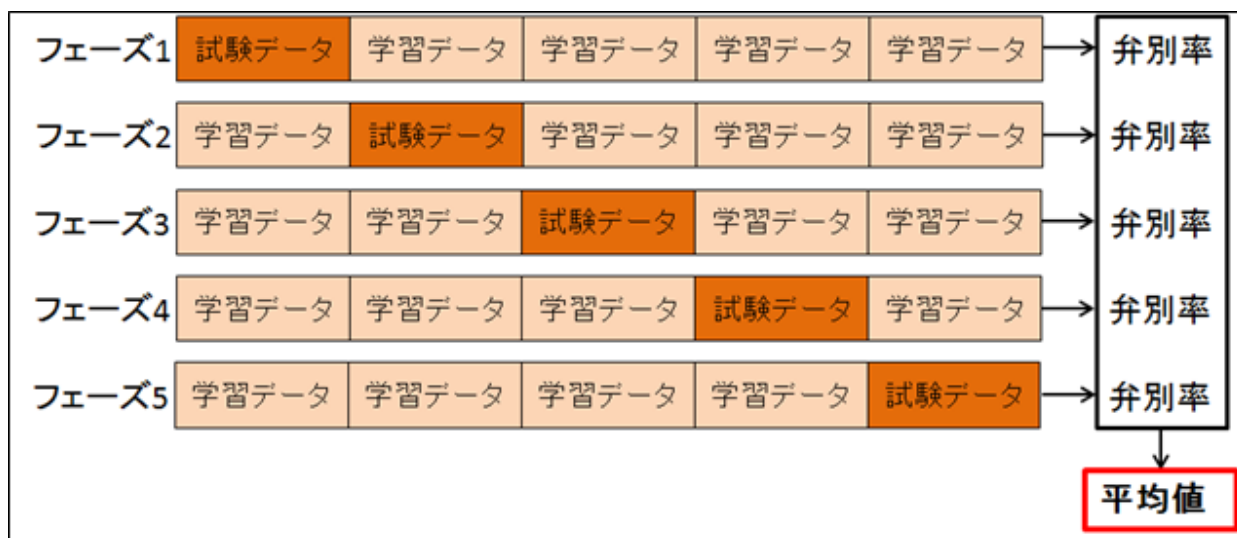 フェーズ1 試験データ 学習データ 学習データ 学習データ 学習データ 弁別率
フェーズ2 学習データ 試験データ 学習データ 学習データ 学習データ 弁別率
フェーズ3 学習データ 学習データ 試験データ 学習データ 学習データ 弁別率
フェーズ4 学習データ 学習データ 学習データ 試験データ 学習データ 弁別率
フェーズ5 学習データ 学習データ 学習データ 学習データ 試験データ 弁別率
平均値